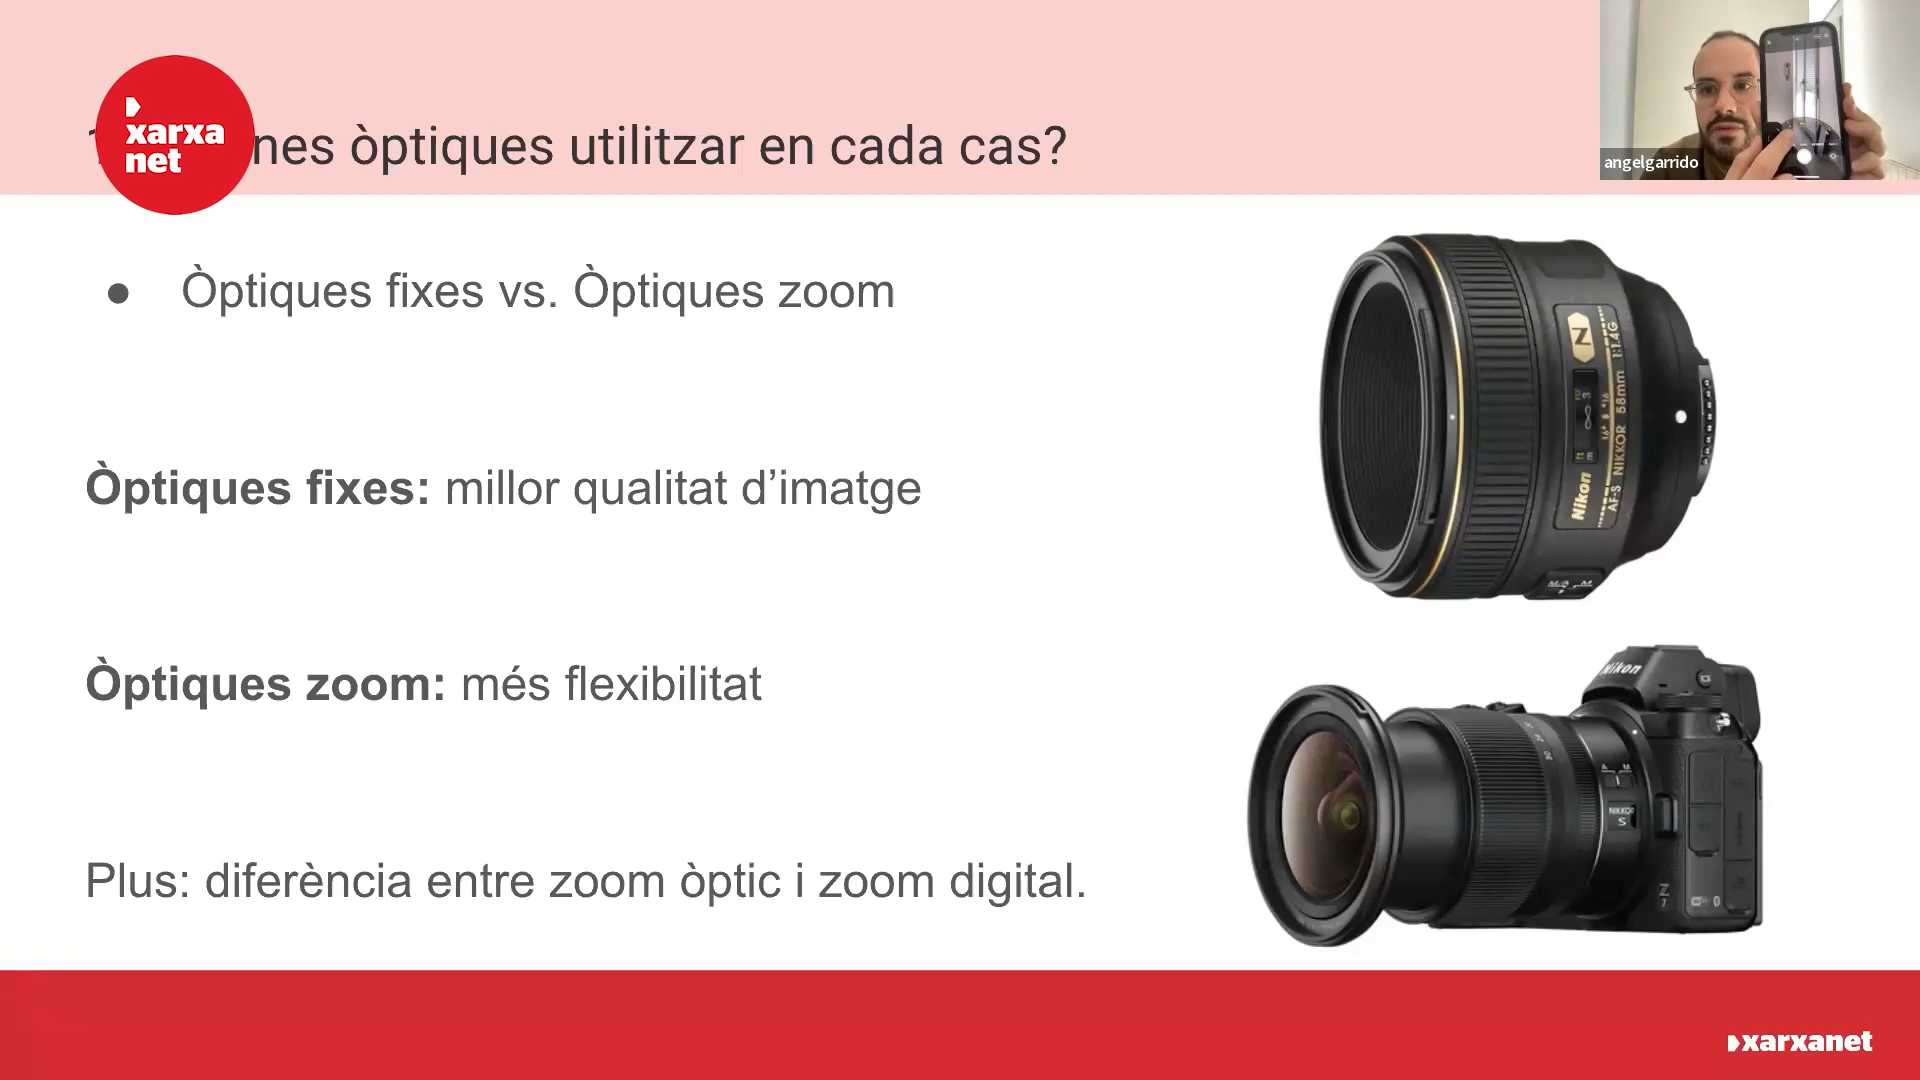 xarxa
net
nes òptiques utilitzar en cada cas?
angelgarrido
● Òptiques fixes vs. Òptiques zoom
Òptiques fixes: millor qualitat d’imatge
Òptiques zoom: més flexibilitat
Plus: diferència entre zoom òptic i zoom digital.
N
Nikon
AF-S NIKKOR 58mm 1:1.4G
M/A M
Nikon
A M
NIKKOR
S
Z
7
xarxanet